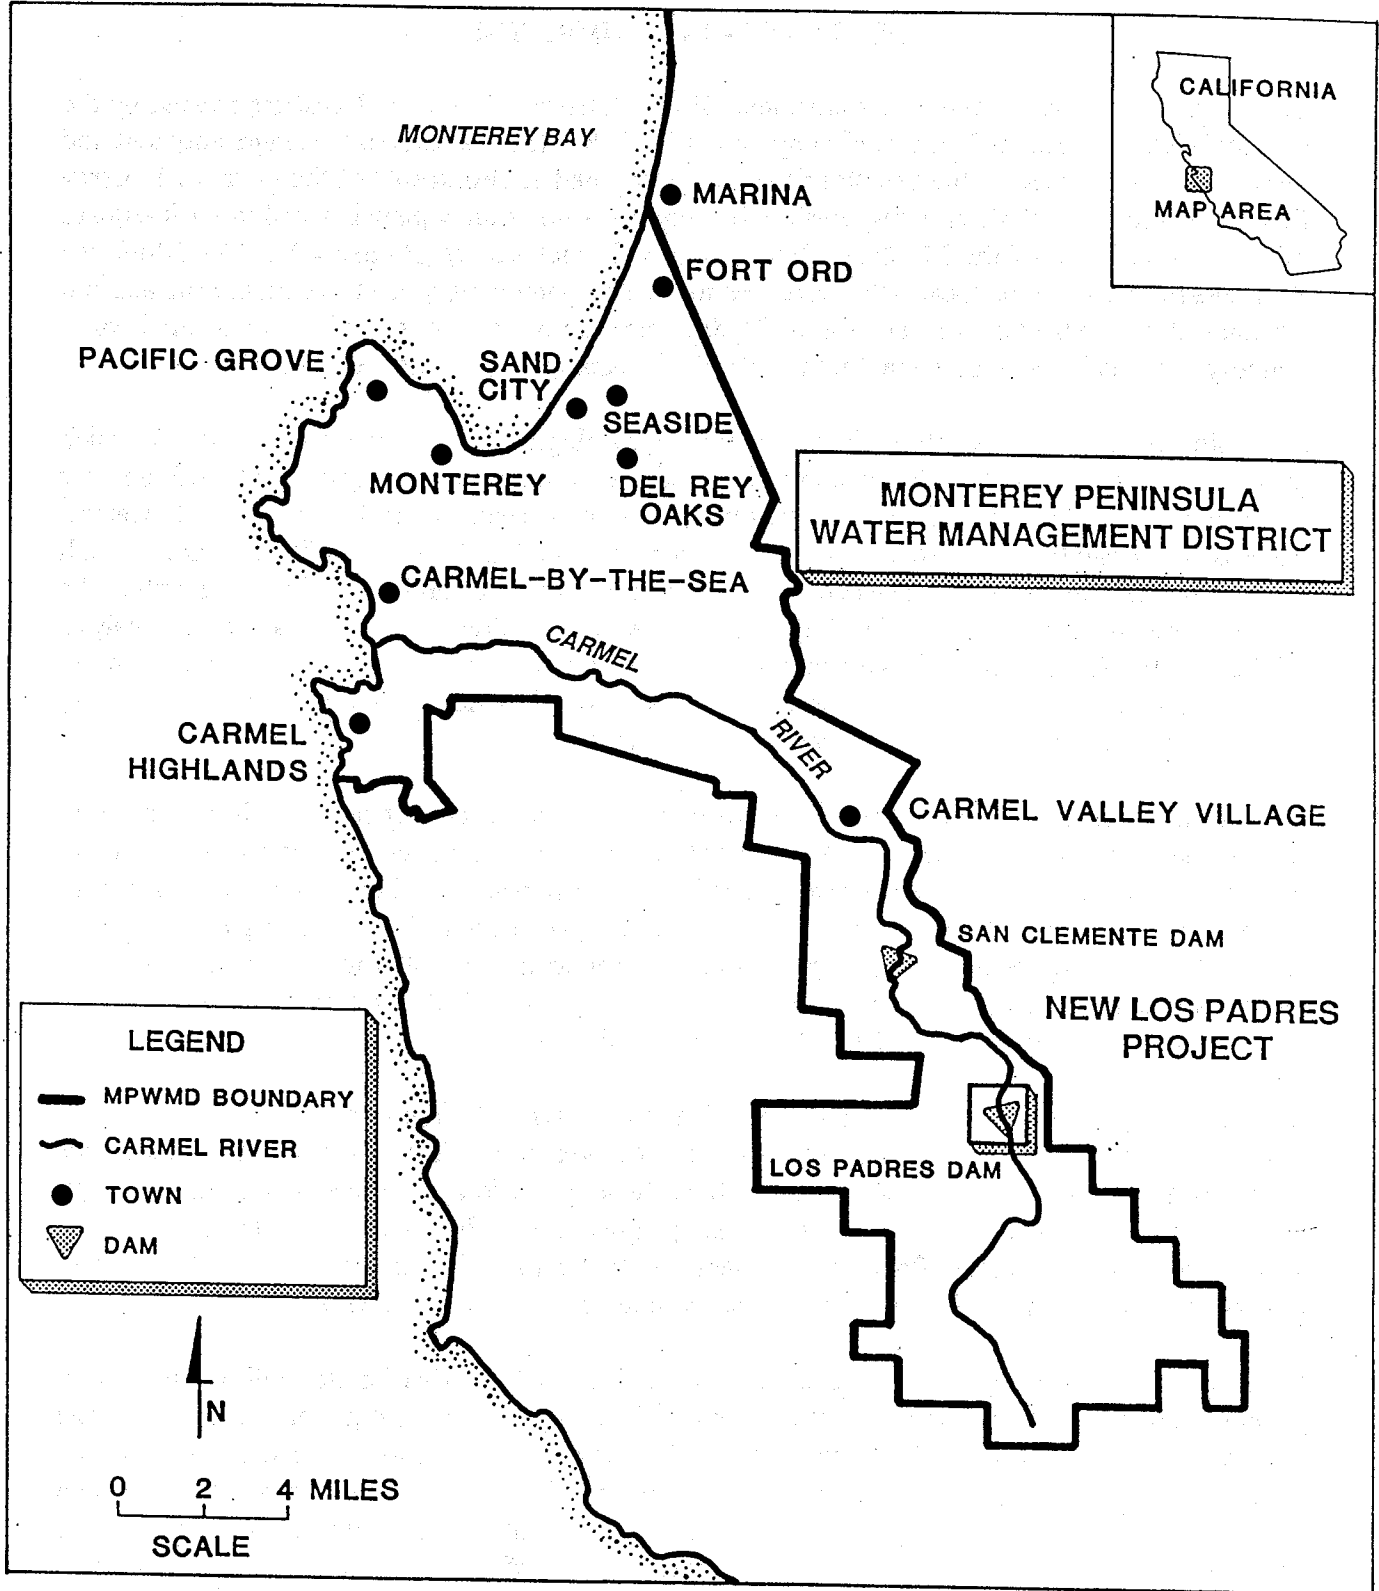 CALIFORNIA
MAP AREA
MONTEREY BAY
MARINA
FORT ORD
PACIFIC GROVE
SAND
CITY
SEASIDE
MONTEREY
DEL REY
OAKS
MONTEREY PENINSULA
WATER MANAGEMENT DISTRICT
CARMEL-BY-THE-SEA
CARMEL
RIVER
CARMEL
HIGHLANDS
CARMEL VALLEY VILLAGE
SAN CLEMENTE DAM
NEW LOS PADRES
PROJECT
LOS PADRES DAM
LEGEND
MPWMD BOUNDARY
CARMEL RIVER
TOWN
DAM
N
0 2 4 MILES
SCALE